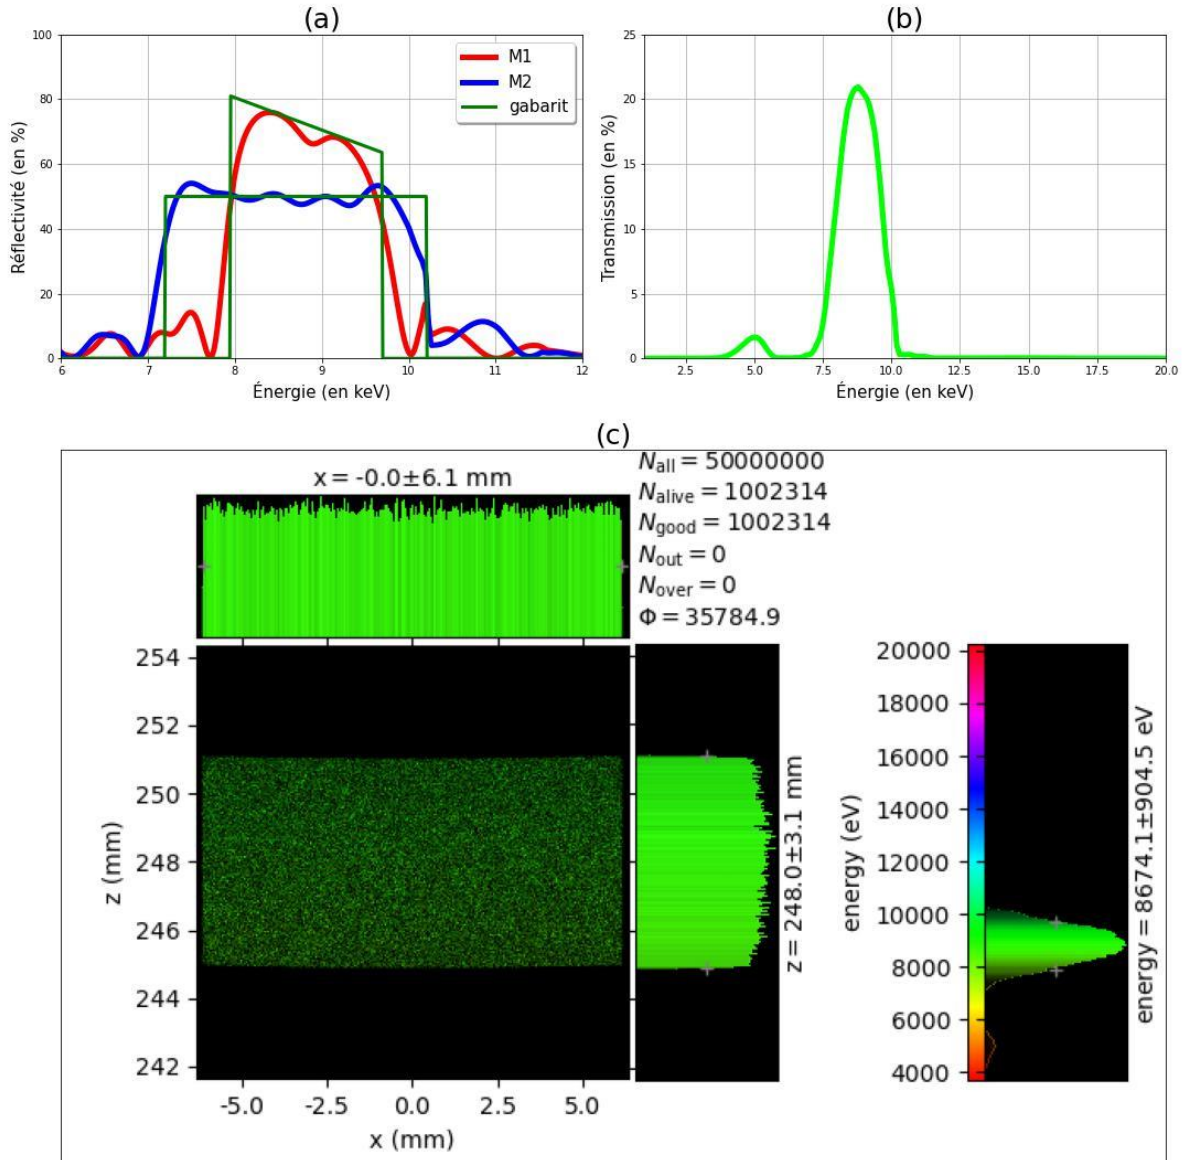 (a)
100
80
60
40
20
0
Réflectivité (en %)
M1
M2
gabarit
6
7
8
9
10
11
12
Énergie (en keV)
(b)
25
20
15
10
5
0
Transmission (en %)
2.5
5.0
7.5
10.0
12.5
15.0
17.5
20.0
Énergie (en keV)
(c)
x = -0.0±6.1 mm
Nall = 50000000
Nalive = 1002314
Ngood = 1002314
Nout = 0
Nover = 0
Φ = 35784.9
254
252
250
248
246
244
242
z (mm)
-5.0
-2.5
0.0
2.5
5.0
x (mm)
z = 248.0±3.1 mm
20000
18000
16000
14000
12000
10000
8000
6000
4000
energy (eV)
energy = 8674.1±904.5 eV